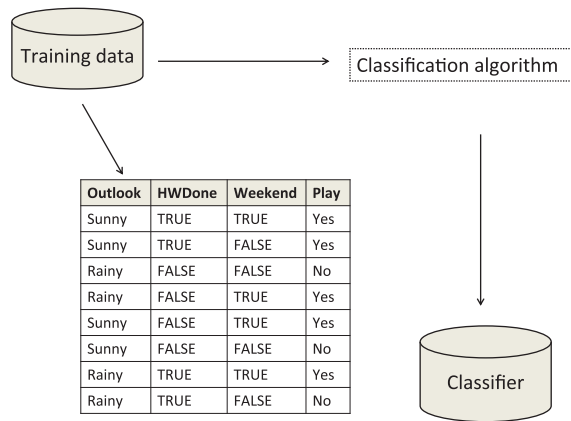 Training data
Classification algorithm
Outlook HWDone Weekend Play
Sunny TRUE TRUE Yes
Sunny TRUE FALSE Yes
Rainy FALSE FALSE No
Rainy FALSE TRUE Yes
Sunny FALSE TRUE Yes
Sunny FALSE FALSE No
Rainy TRUE TRUE Yes
Rainy TRUE FALSE No
Classifier